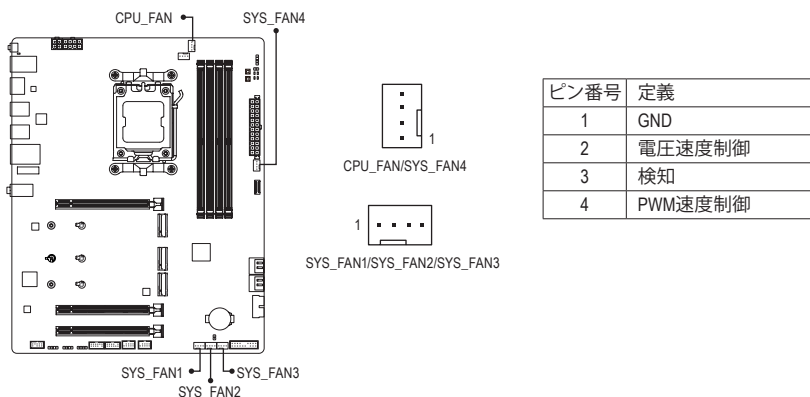 CPU_FAN
SYS_FAN4
1
CPU_FAN/SYS_FAN4
1
SYS_FAN1/SYS_FAN2/SYS_FAN3
SYS_FAN1
SYS_FAN3
SYS_FAN2
ピン番号 定義
1 GND
2 電圧速度制御
3 検知
4 PWM速度制御